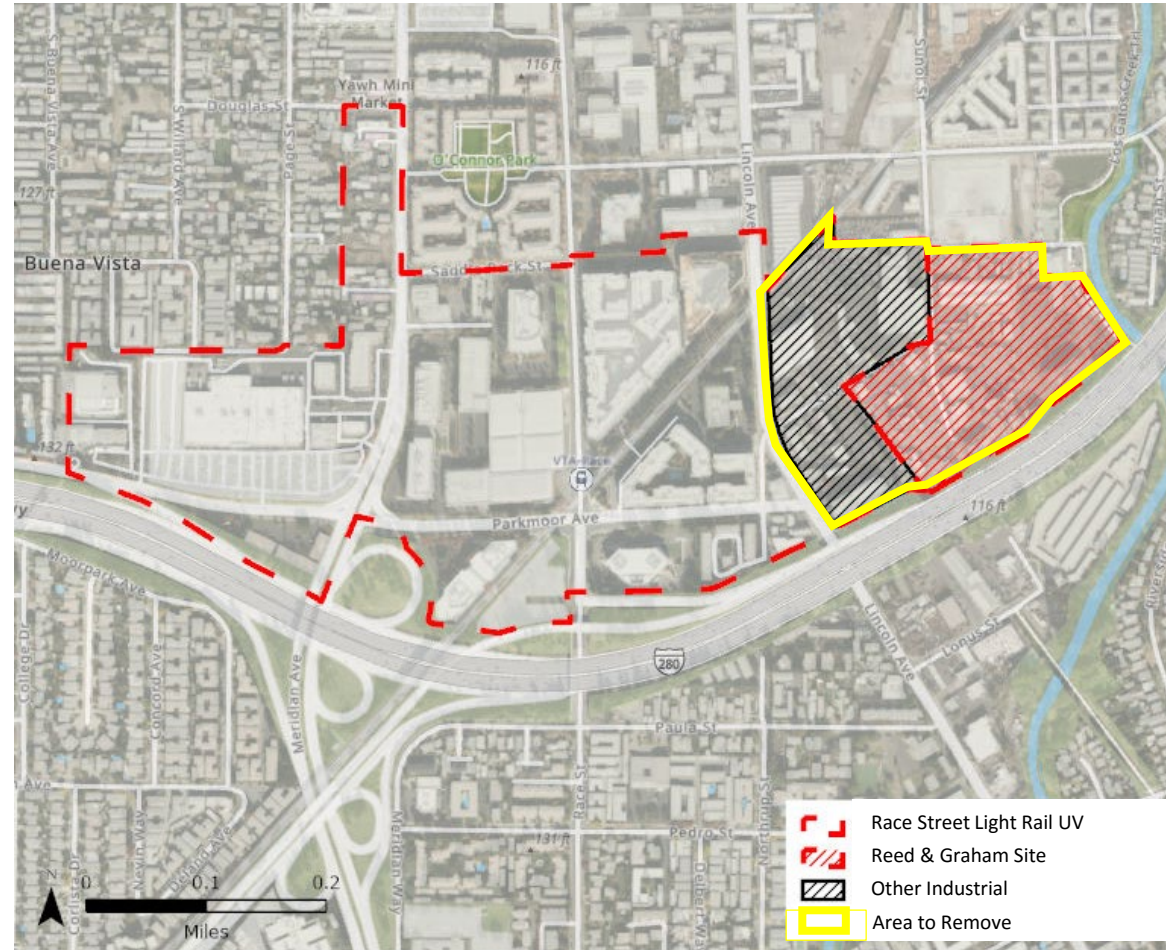 S Buena Vista Ave
S Willard Ave
Douglas St
Page St
Yawh Mini
Market
116 ft
O'Connor Park
Lincoln Ave
Sunol St
Los Gatos Creek Trl
127 ft
Buena Vista
Saddle Rack St
132 ft
VTA-Race
Parkmoor Ave
116 ft
Moorpark Ave
College Dr
Concord Ave
Meridian Ave
280
Lincoln Ave
Lonus St
Paula St
Race St
Northrup St
Pedro St
131 ft
Meridian Way
N
0 0.1 0.2
Miles
Race Street Light Rail UV
Reed & Graham Site
Other Industrial
Area to Remove